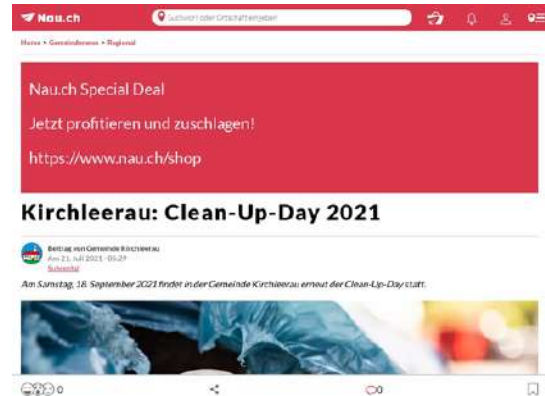 Nau.ch
Suchwort oder Ortschaft eingeben
Home • Gemeindenews • Regional
Nau.ch Special Deal
Jetzt profitieren und zuschlagen!
https://www.nau.ch/shop
Kirchleerau: Clean-Up-Day 2021
Beitrag von Gemeinde Kirchleerau
Am 21. Juli 2021 - 05:29
Suhrental
Am Samstag, 18. September 2021 findet in der Gemeinde Kirchleerau erneut der Clean-Up-Day statt.
0
0